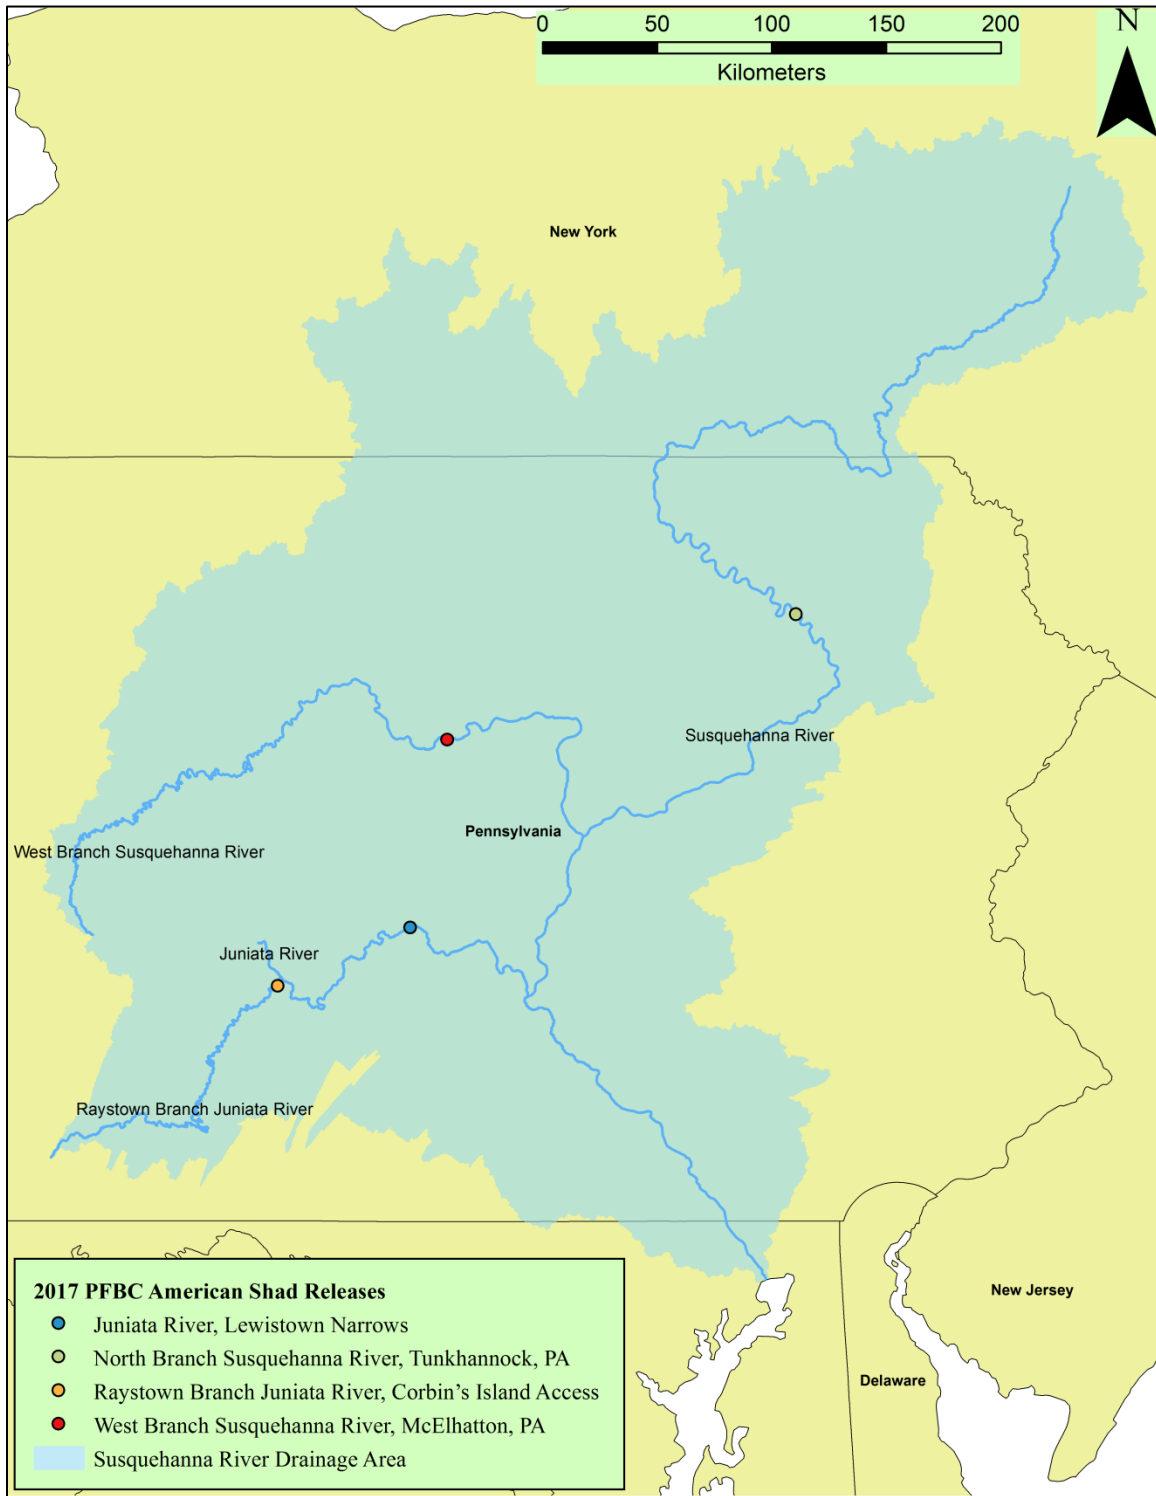 0 50 100 150 200
Kilometers
N
New York
Susquehanna River
Pennsylvania
West Branch Susquehanna River
Juniata River
Raystown Branch Juniata River
2017 PFBC American Shad Releases
Juniata River, Lewistown Narrows
North Branch Susquehanna River, Tunkhannock, PA
Raystown Branch Juniata River, Corbin's Island Access
West Branch Susquehanna River, McElhatton, PA
Susquehanna River Drainage Area
New Jersey
Delaware